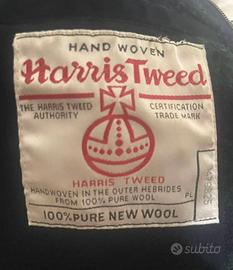 HAND WOVEN
Harris Tweed
THE HARRIS TWEED
AUTHORITY
CERTIFICATION
TRADE MARK
HARRIS TWEED
HANDWOVEN IN THE OUTER HEBRIDES
FROM 100% PURE WOOL
PL
100% PURE NEW WOOL
subito